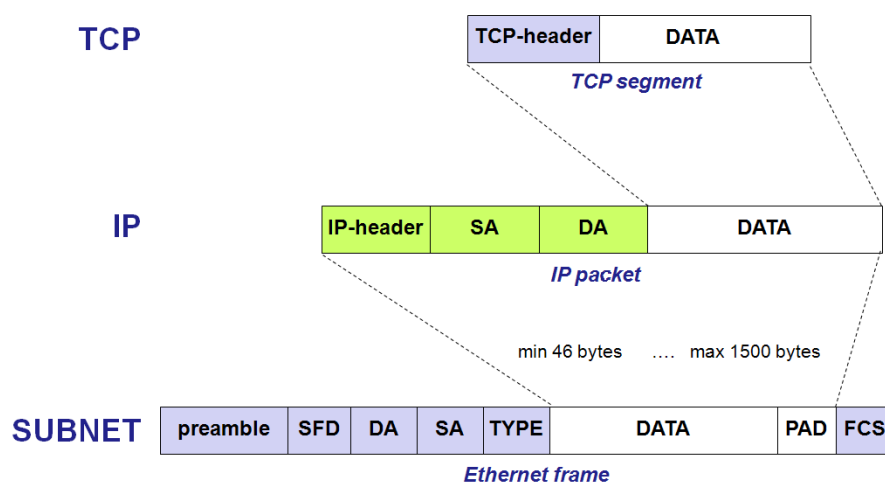 TCP
TCP-header DATA
TCP segment
IP
IP-header SA DA DATA
IP packet
min 46 bytes .... max 1500 bytes
SUBNET
preamble SFD DA SA TYPE DATA PAD FCS
Ethernet frame